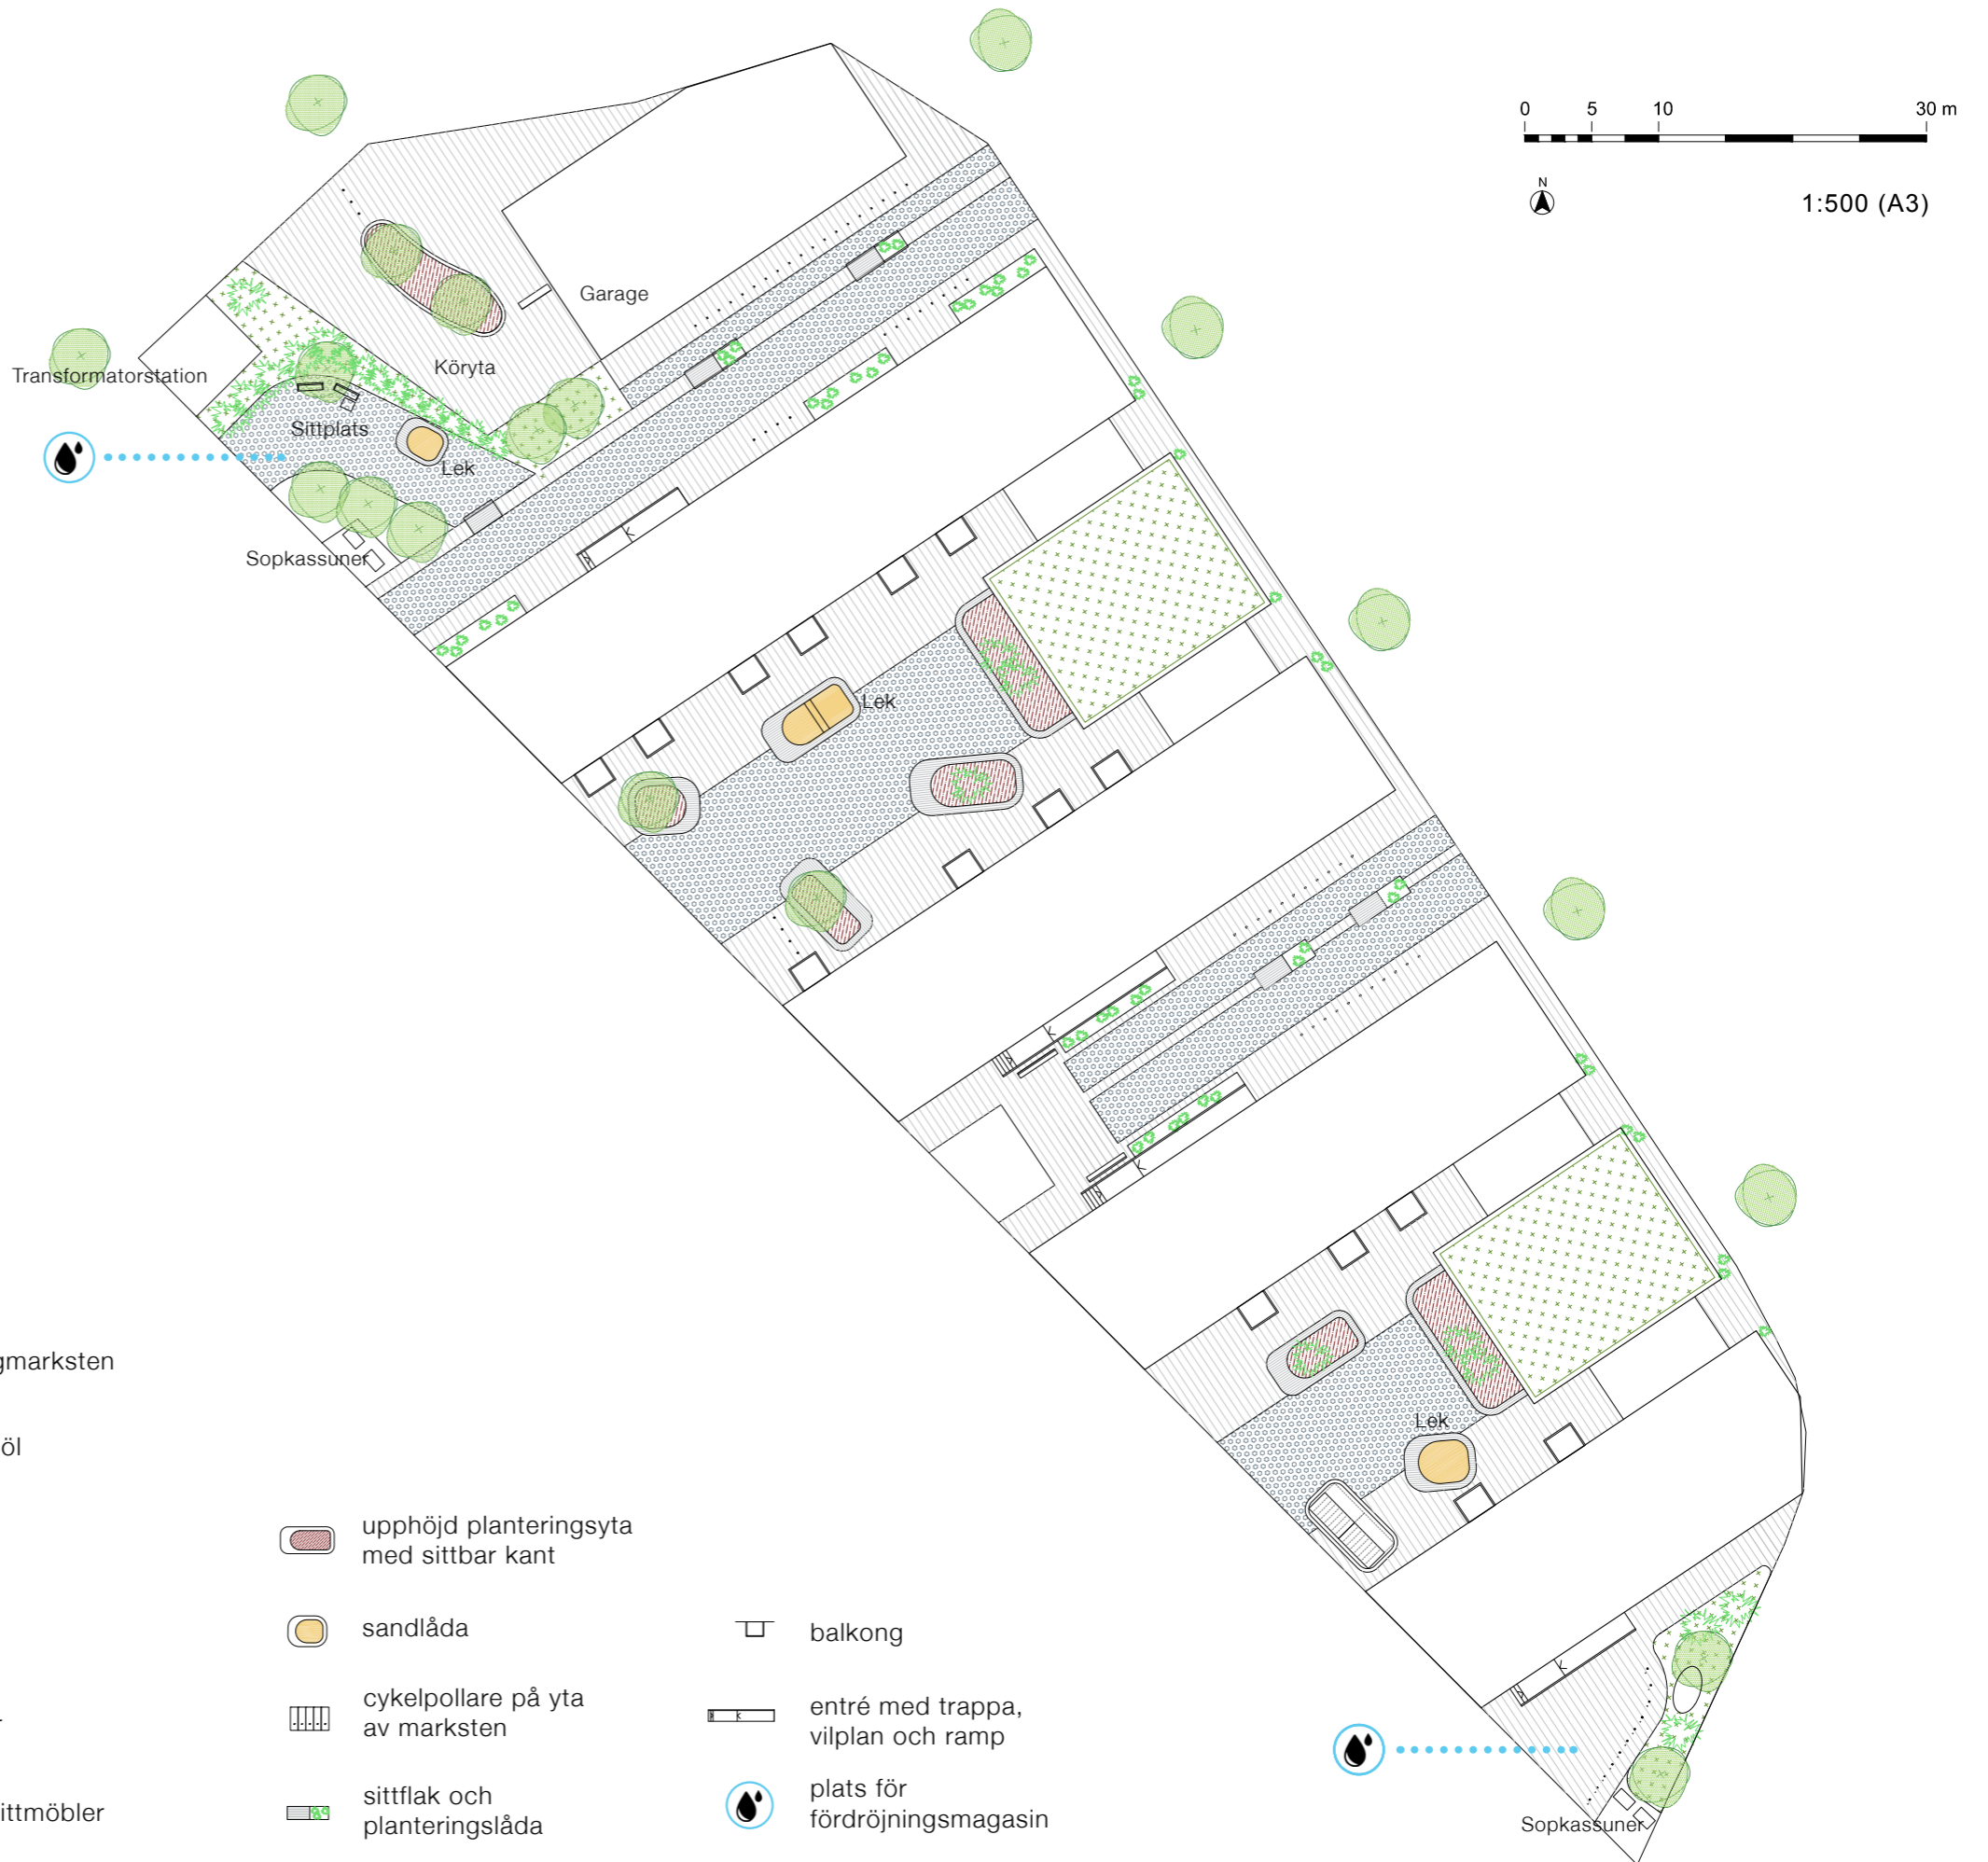 0 5 10 30 m
N
1:500 (A3)
Garage
Köryta
Transformatorstation
Sittplats
Lek
Sopkassuner
Lek
Lek
gmarksten
öl
upphöjd planteringsyta
med sittbar kant
sandlåda
balkong
cykelpollare på yta
av marksten
entré med trappa,
vilplan och ramp
sittflak och
planteringslåda
plats för
fördröjningsmagasin
ittmöbler
Sopkassuner